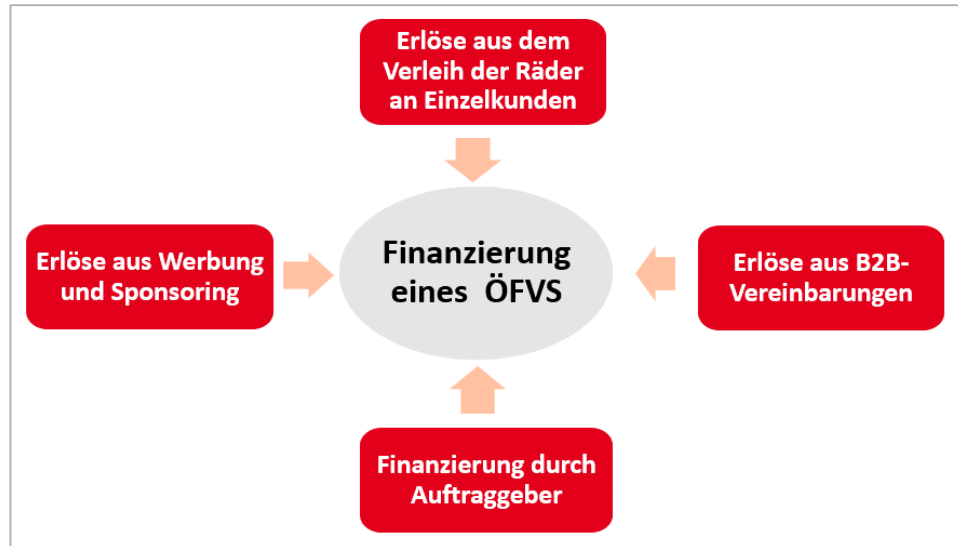 Erlöse aus dem
Verleih der Räder
an Einzelkunden
Erlöse aus Werbung
und Sponsoring
Finanzierung
eines ÖFVS
Erlöse aus B2B-
Vereinbarungen
Finanzierung durch
Auftraggeber